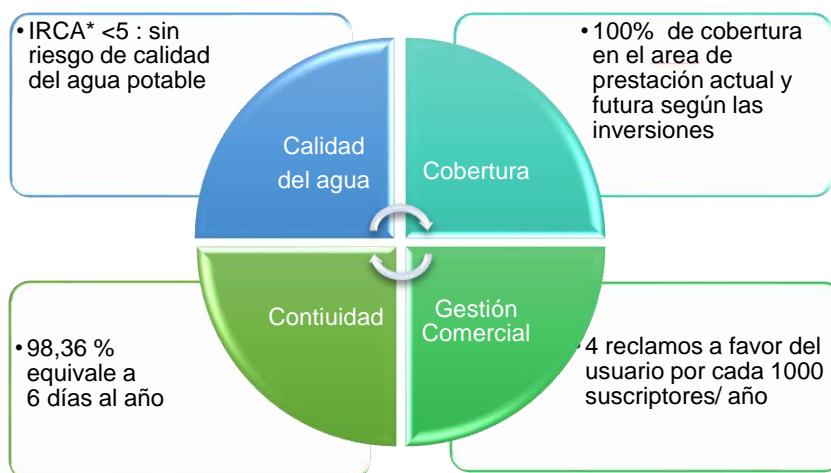 • IRCA* <5 : sin
riesgo de calidad
del agua potable
• 100% de cobertura
en el area de
prestación actual y
futura según las
inversiones
Calidad
del agua
Cobertura
Contiuidad
Gestión
Comercial
• 98,36 %
equivale a
6 días al año
• 4 reclamos a favor del
usuario por cada 1000
suscriptores/ año